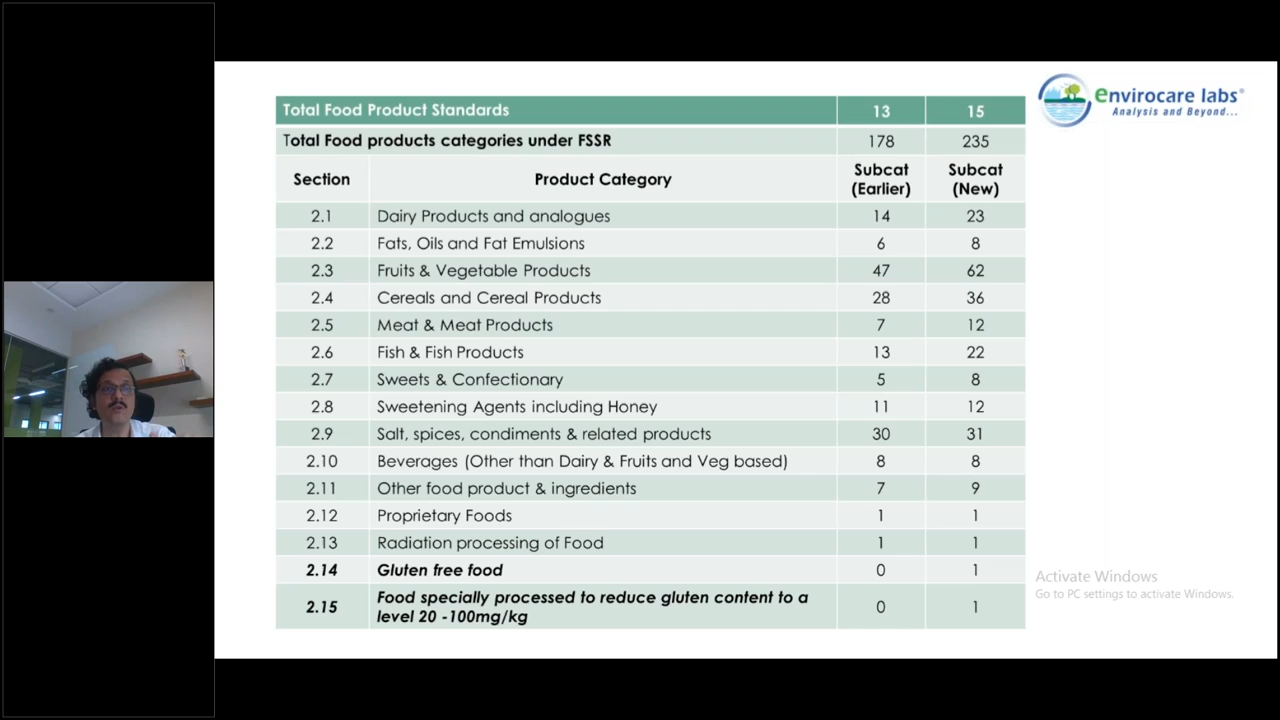 envirocare labs®
Analysis and Beyond...
Total Food Product Standards 13 15
Total Food products categories under FSSR 178 235
Section Product Category Subcat (Earlier) Subcat (New)
2.1 Dairy Products and analogues 14 23
2.2 Fats, Oils and Fat Emulsions 6 8
2.3 Fruits & Vegetable Products 47 62
2.4 Cereals and Cereal Products 28 36
2.5 Meat & Meat Products 7 12
2.6 Fish & Fish Products 13 22
2.7 Sweets & Confectionary 5 8
2.8 Sweetening Agents including Honey 11 12
2.9 Salt, spices, condiments & related products 30 31
2.10 Beverages (Other than Dairy & Fruits and Veg based) 8 8
2.11 Other food product & ingredients 7 9
2.12 Proprietary Foods 1 1
2.13 Radiation processing of Food 1 1
2.14 Gluten free food 0 1
2.15 Food specially processed to reduce gluten content to a
level 20 -100mg/kg 0 1
Activate Windows
Go to PC settings to activate Windows.